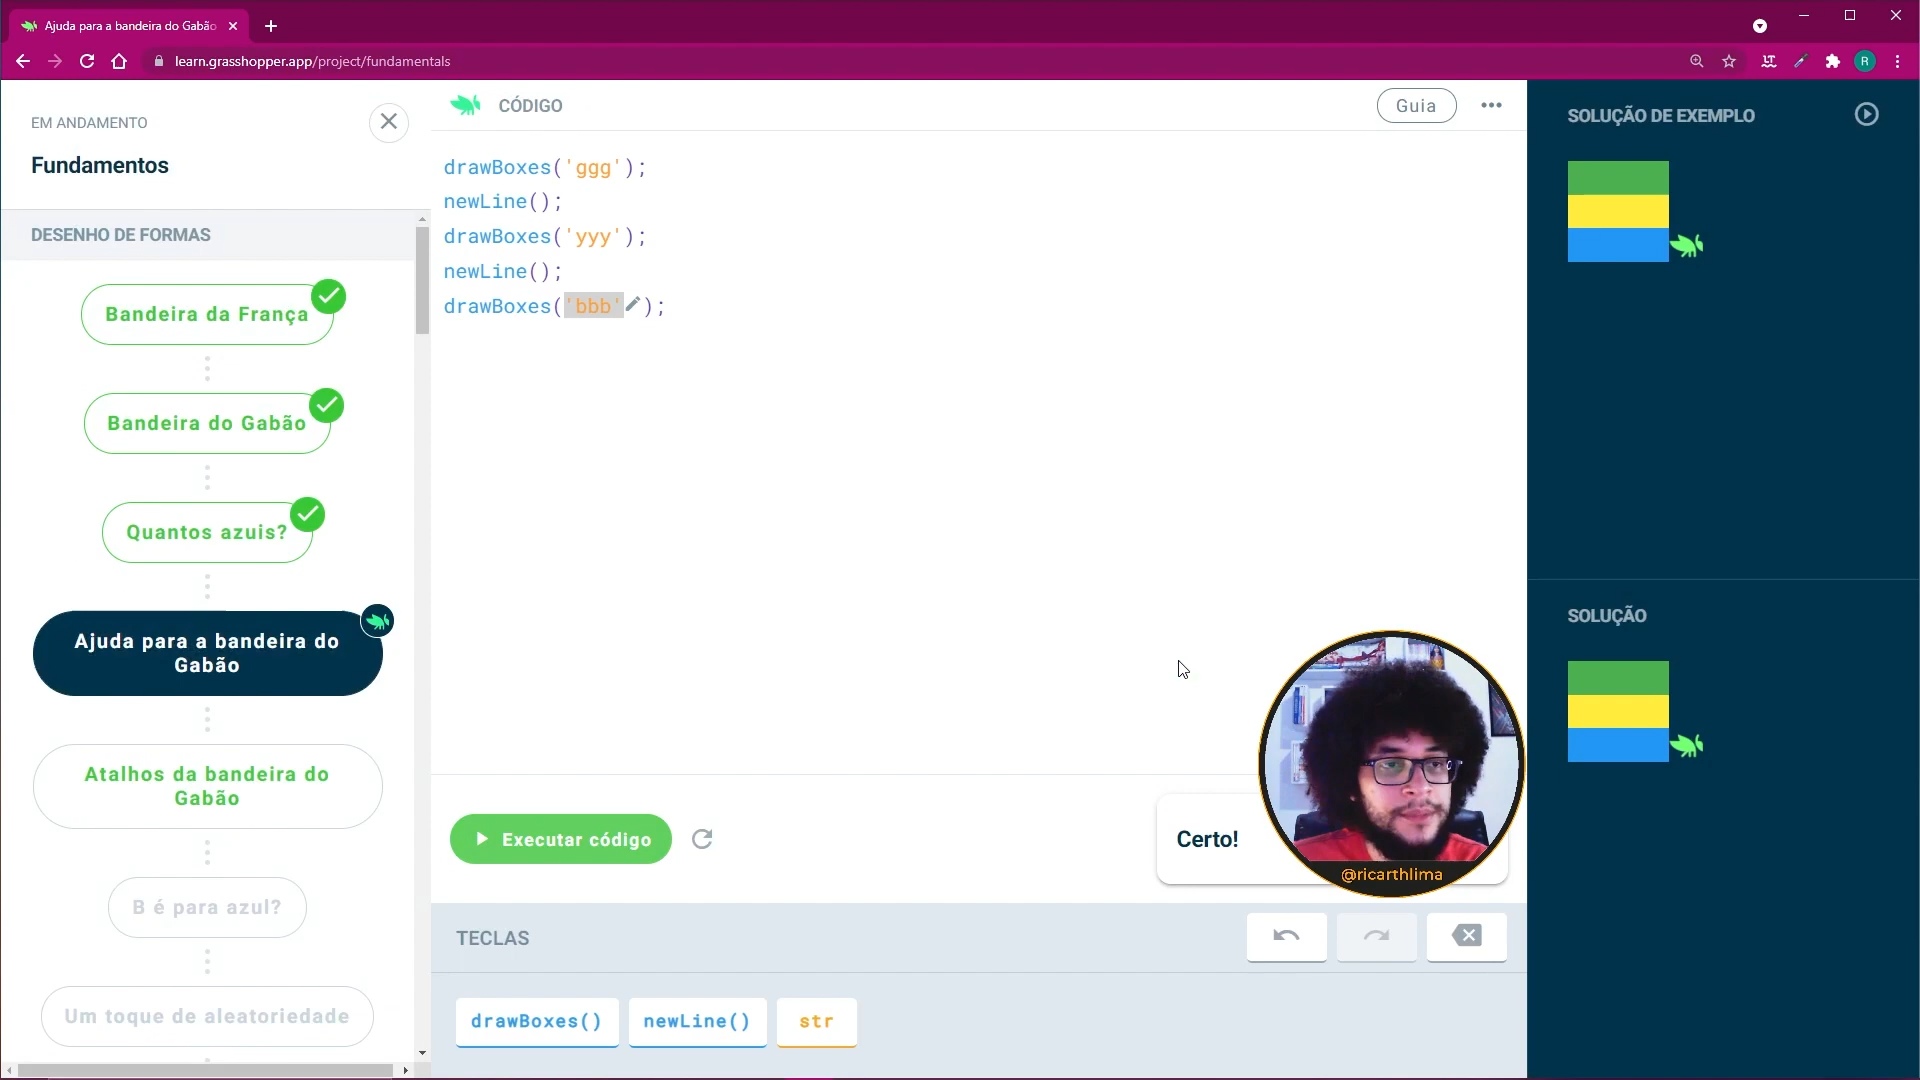 Ajuda para a bandeira do Gabão
learn.grasshopper.app/project/fundamentals
R
EM ANDAMENTO
Fundamentos
DESENHO DE FORMAS
Bandeira da França
Bandeira do Gabão
Quantos azuis?
Ajuda para a bandeira do
Gabão
Atalhos da bandeira do
Gabão
B é para azul?
Um toque de aleatoriedade
CÓDIGO
Guia
drawBoxes('ggg');
newLine();
drawBoxes('yyy');
newLine();
drawBoxes('bbb');
Executar código
Certo!
@ricarthlima
TECLAS
drawBoxes()
newLine()
str
SOLUÇÃO DE EXEMPLO
SOLUÇÃO